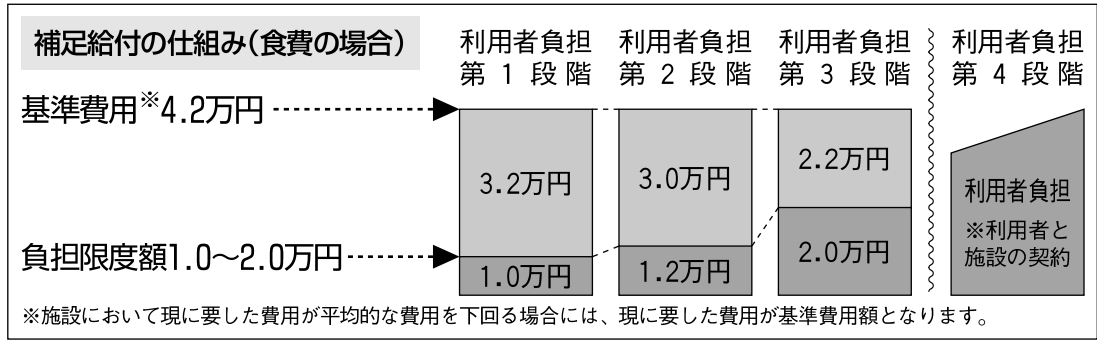 補足給付の仕組み（食費の場合）
利用者負担
第1段階
利用者負担
第2段階
利用者負担
第3段階
利用者負担
第4段階
基準費用※4.2万円
3.2万円
3.0万円
2.2万円
利用者負担
※利用者と
施設の契約
負担限度額1.0～2.0万円
1.0万円
1.2万円
2.0万円
※施設において現に要した費用が平均的な費用を下回る場合には、現に要した費用が基準費用額となります。